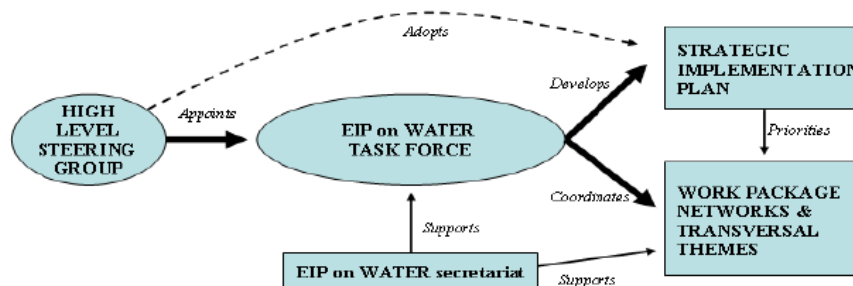 Adopts
STRATEGIC
IMPLEMENTATION
PLAN
Develops
HIGH
LEVEL
STEERING
GROUP
Appoints
EIP on WATER
TASK FORCE
Priorities
Coordinates
WORK PACKAGE
NETWORKS &
TRANSVERSAL
THEMES
Supports
EIP on WATER secretariat
Supports